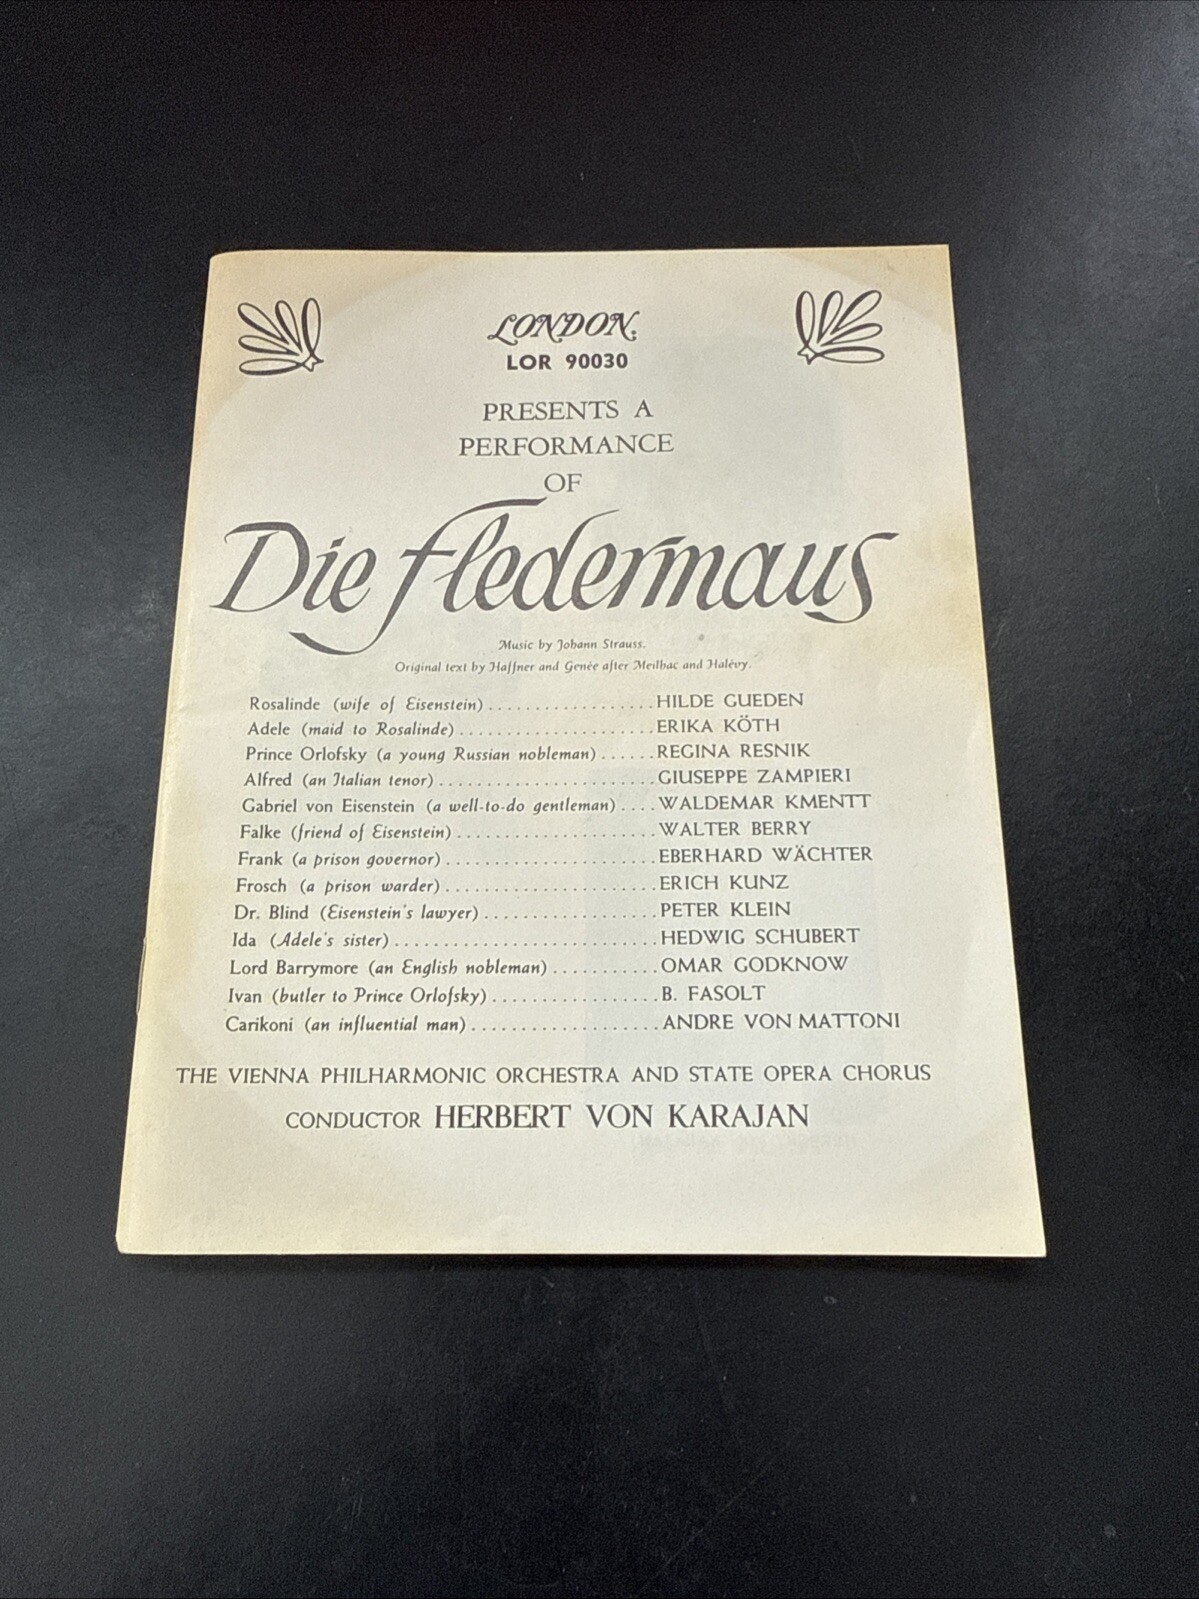 LONDON.
LOR 90030
PRESENTS A
PERFORMANCE
OF
Die Fledermaus
Music by Johann Strauss.
Original text by Haffner and Genée after Meilhac and Halévy.
Rosalinde (wife of Eisenstein)..................HILDE GUEDEN
Adele (maid to Rosalinde).....................ERIKA KÖTH
Prince Orlofsky (a young Russian nobleman)......REGINA RESNIK
Alfred (an Italian tenor)........................GIUSEPPE ZAMPIERI
Gabriel von Eisenstein (a well-to-do gentleman)....WALDEMAR KMENTT
Falke (friend of Eisenstein).....................WALTER BERRY
Frank (a prison governor).......................EBERHARD WÄCHTER
Frosch (a prison warder).......................ERICH KUNZ
Dr. Blind (Eisenstein's lawyer)...................PETER KLEIN
Ida (Adele's sister)............................HEDWIG SCHUBERT
Lord Barrymore (an English nobleman)...........OMAR GODKNOW
Ivan (butler to Prince Orlofsky)..................B. FASOLT
Carikoni (an influential man)....................ANDRE VON MATTONI
THE VIENNA PHILHARMONIC ORCHESTRA AND STATE OPERA CHORUS
CONDUCTOR HERBERT VON KARAJAN